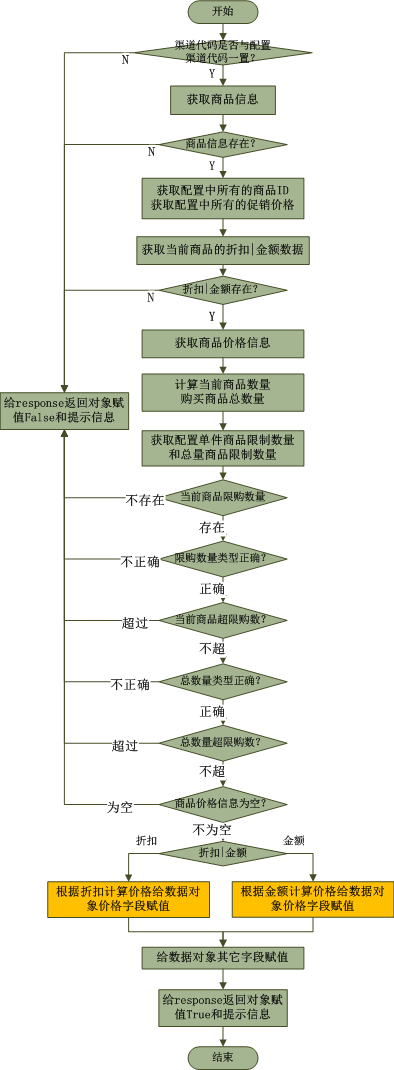 开始
渠道代码是否与配置
渠道代码一置？
N
Y
获取商品信息
商品信息存在？
N
Y
获取配置中所有的商品ID
获取配置中所有的促销价格
获取当前商品的折扣|金额数据
折扣|金额存在？
N
Y
获取商品价格信息
计算当前商品数量
购买商品总数量
给response返回对象赋
值False和提示信息
获取配置单件商品限制数量
和总量商品限制数量
当前商品限购数量
不存在
存在
限购数量类型正确？
不正确
正确
当前商品超限购数？
超过
不超
总数量类型正确？
不正确
正确
总数量超限购数？
超过
不超
商品价格信息为空？
为空
不为空
折扣
金额
折扣|金额
根据折扣计算价格给数据对
象价格字段赋值
根据金额计算价格给数据对
象价格字段赋值
给数据对象其它字段赋值
给response返回对象赋
值True和提示信息
结束